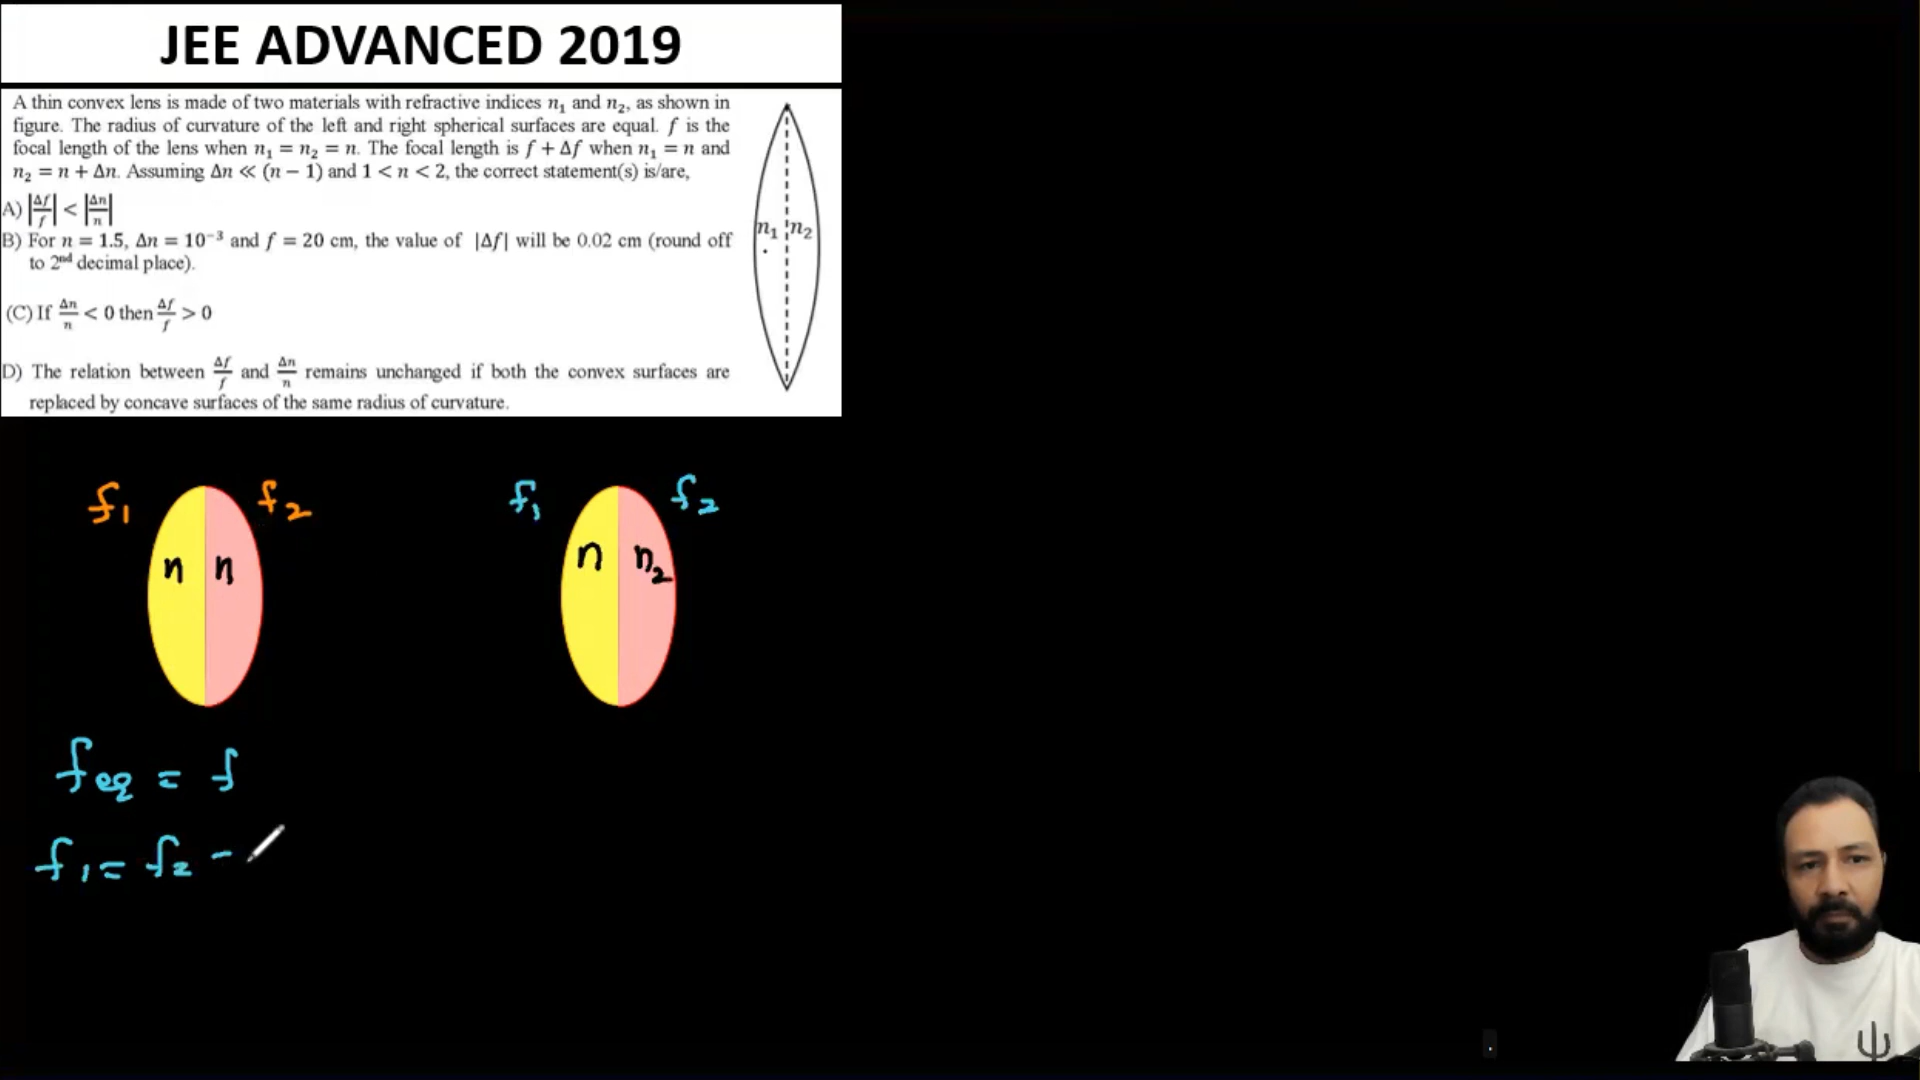 JEE ADVANCED 2019
A thin convex lens is made of two materials with refractive indices n₁ and n₂, as shown in
figure. The radius of curvature of the left and right spherical surfaces are equal. f is the
focal length of the lens when n₁ = n₂ = n. The focal length is f + Δf when n₁ = n and
n₂ = n + Δn. Assuming Δn ≪ (n − 1) and 1 < n < 2, the correct statement(s) is/are,
A) |Δf/f| < |Δn/n|
B) For n = 1.5, Δn = 10⁻³ and f = 20 cm, the value of |Δf| will be 0.02 cm (round off
to 2ⁿᵈ decimal place).
(C) If Δn/n < 0 then Δf/f > 0
D) The relation between Δf/f and Δn/n remains unchanged if both the convex surfaces are
replaced by concave surfaces of the same radius of curvature.
n₁ n₂
f₁ f₂
n n
f₁ f₂
n n₂
f eq = f
f₁ = f₂ -